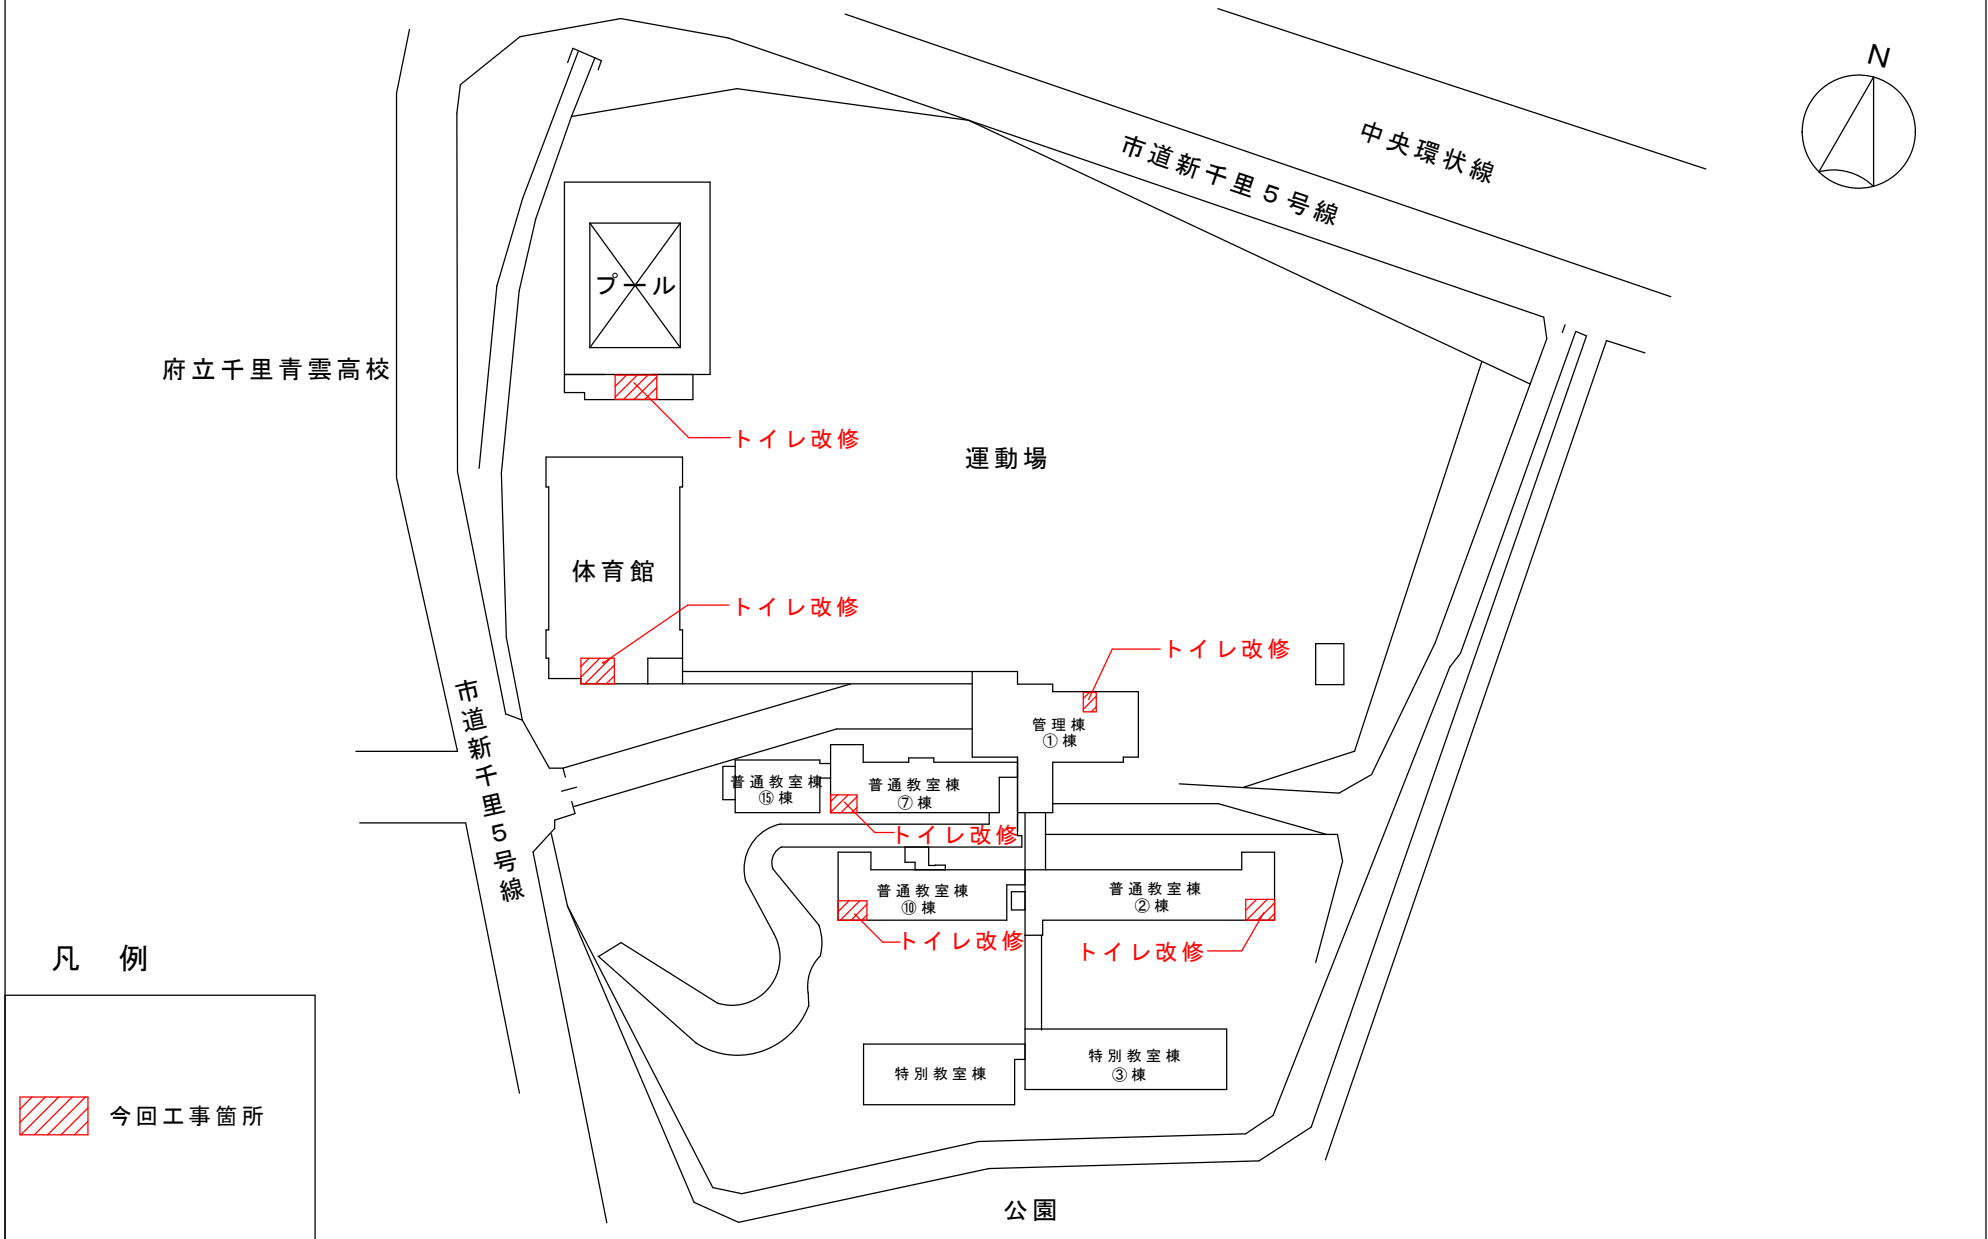 N
中央環状線
市道新千里５号線
プール
府立千里青雲高校
トイレ改修
運動場
体育館
トイレ改修
トイレ改修
市道新千里５号線
管理棟
①棟
普通教室棟
⑮棟
普通教室棟
⑦棟
トイレ改修
普通教室棟
⑩棟
普通教室棟
②棟
トイレ改修
トイレ改修
凡　例
特別教室棟
特別教室棟
③棟
今回工事箇所
公園